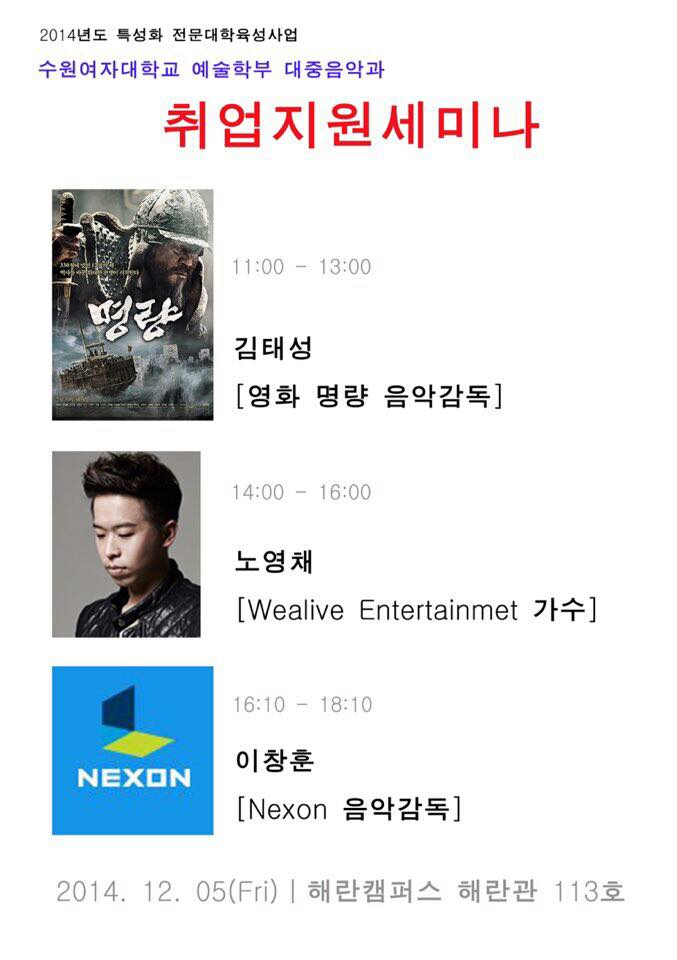 2014년도 특성화 전문대학육성사업
수원여자대학교 예술학부 대중음악과
취업지원세미나
명량
11:00 - 13:00
김태성
[영화 명량 음악감독]
14:00 - 16:00
노영채
[Wealive Entertainmet 가수]
NEXON
16:10 - 18:10
이창훈
[Nexon 음악감독]
2014. 12. 05(Fri) | 해란캠퍼스 해란관 113호